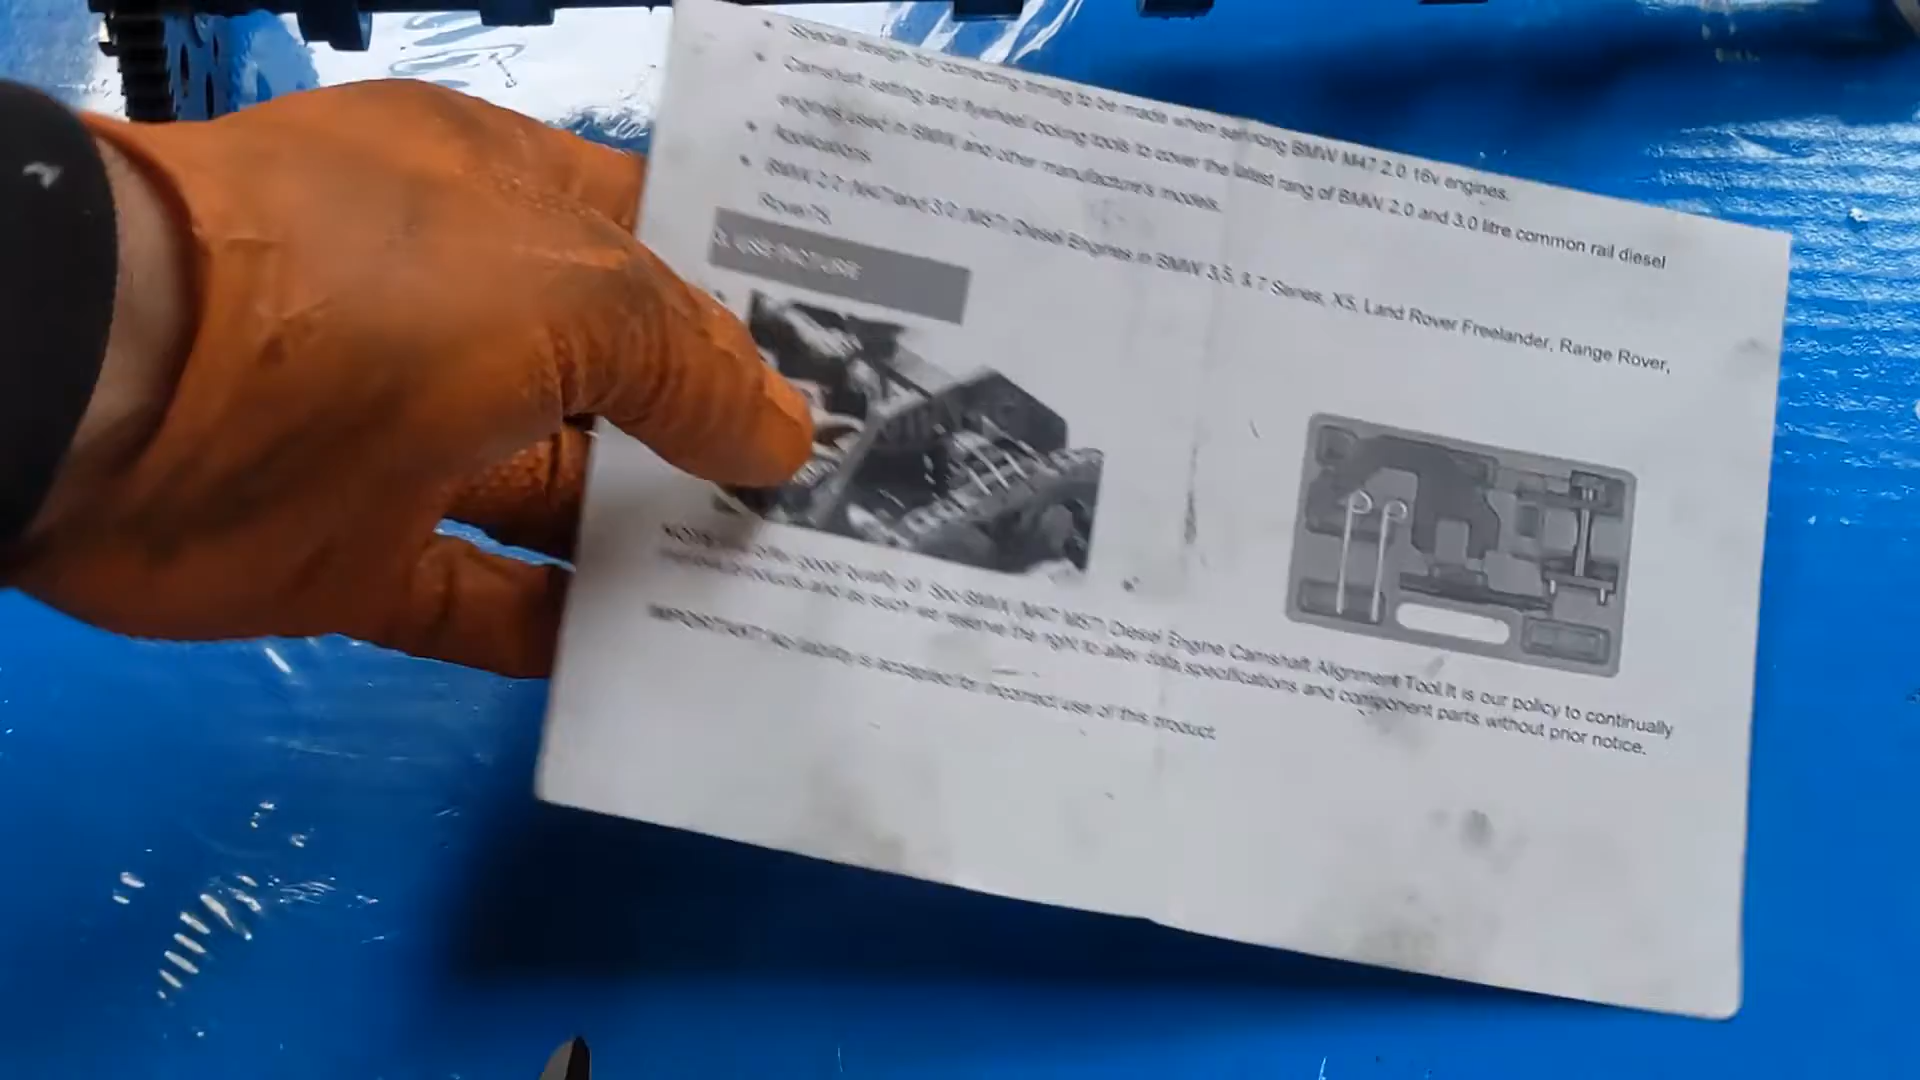 Special design for correcting timing to be made when servicing BMW M47 2.0 16v engines.
Camshaft setting and flywheel locking tools to cover the latest rang of BMW 2.0 and 3.0 litre common rail diesel
engines used in BMW and other manufacture's models.
Applications
BMW 2.0 (M47) and 3.0 (M57) Diesel Engines in BMW 3,5, & 7 Series, X5, Land Rover Freelander, Range Rover,
Rover 75.
USE PICTURE
good quality of BMW (M47 M57) Diesel Engine Camshaft Alignment Tool.It is our policy to continually
products and as such we reserve the right to alter data specifications and component parts without prior notice.
IMPORTANT: No liability is accepted for incorrect use of this product.